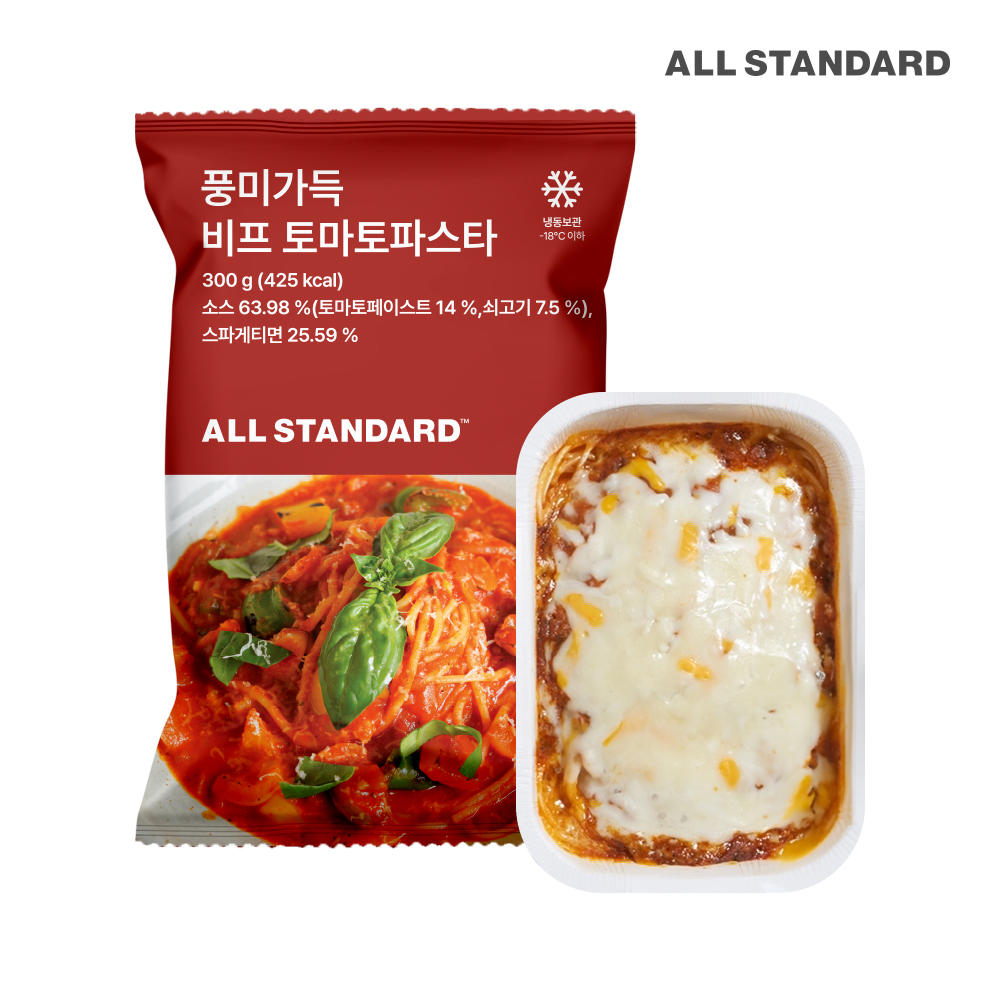 ALL STANDARD
풍미가득
비프 토마토파스타
냉동보관
-18°C 이하
300 g (425 kcal)
소스 63.98 %(토마토페이스트 14 %,쇠고기 7.5 %),
스파게티면 25.59 %
ALL STANDARD™